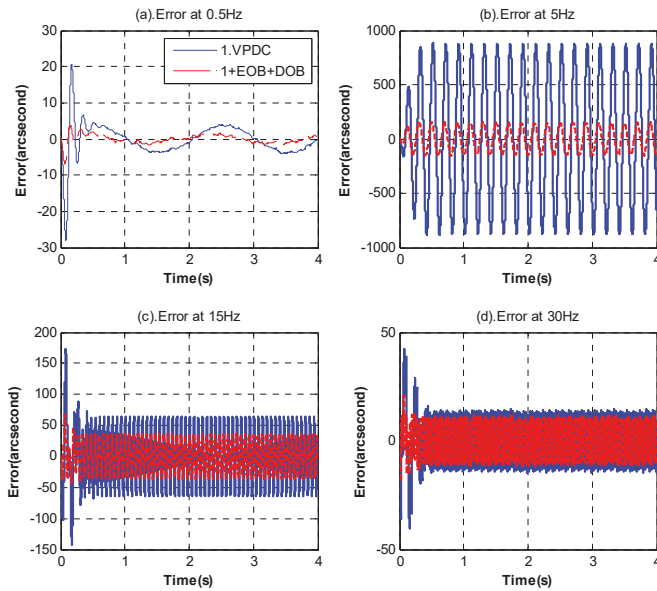 (a).Error at 0.5Hz
30
20
10
0
10
20
30
Error(arcsecond)
1.VPDC
1+EOB+DOB
0 1 2 3 4
Time(s)
(b).Error at 5Hz
1000
500
0
-500
-1000
Error(arcsecond)
0 1 2 3 4
Time(s)
(c).Error at 15Hz
200
150
100
50
0
-50
-100
-150
Error(arcsecond)
0 1 2 3 4
Time(s)
(d).Error at 30Hz
50
0
-50
Error(arcsecond)
0 1 2 3 4
Time(s)